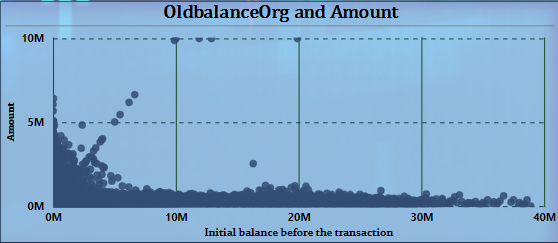 OldbalanceOrg and Amount
10M
5M
0M
Amount
0M 10M 20M 30M 40M
Initial balance before the transaction